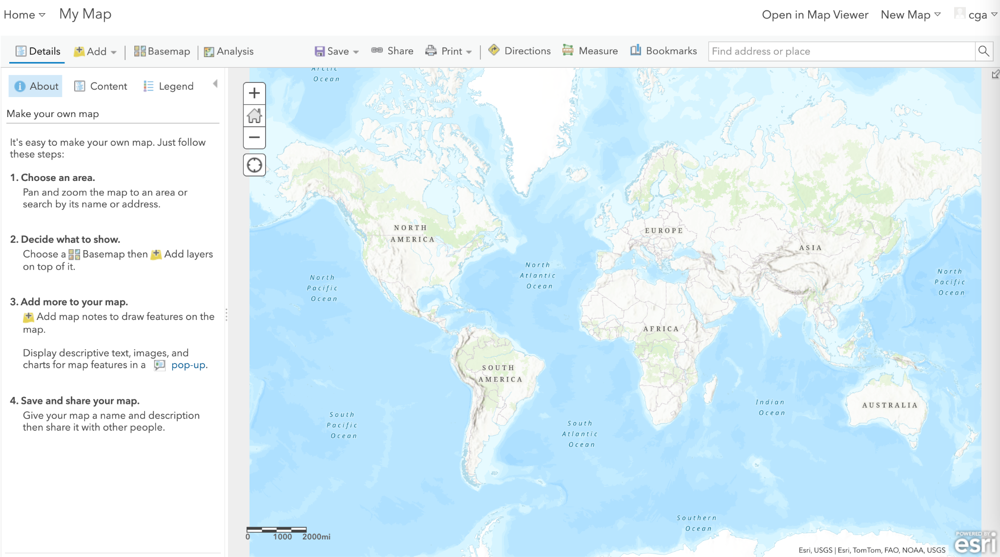 Home
My Map
Open in Map Viewer
New Map
cga
Details
Add
Basemap
Analysis
Save
Share
Print
Directions
Measure
Bookmarks
Find address or place
About
Content
Legend
Make your own map
It's easy to make your own map. Just follow
these steps:
1. Choose an area.
Pan and zoom the map to an area or
search by its name or address.
2. Decide what to show.
Choose a Basemap then Add layers
on top of it.
3. Add more to your map.
Add map notes to draw features on the
map.
Display descriptive text, images, and
charts for map features in a pop-up.
4. Save and share your map.
Give your map a name and description
then share it with other people.
Arctic
Ocean
NORTH
AMERICA
EUROPE
ASIA
North
Atlantic
Ocean
North
Pacific
Ocean
North
Pacific
Ocean
AFRICA
SOUTH
AMERICA
AUSTRALIA
Indian
Ocean
South
Pacific
Ocean
South
Atlantic
Ocean
Southern
Ocean
0 1000 2000mi
POWERED BY
esri
Esri, USGS | Esri, TomTom, FAO, NOAA, USGS